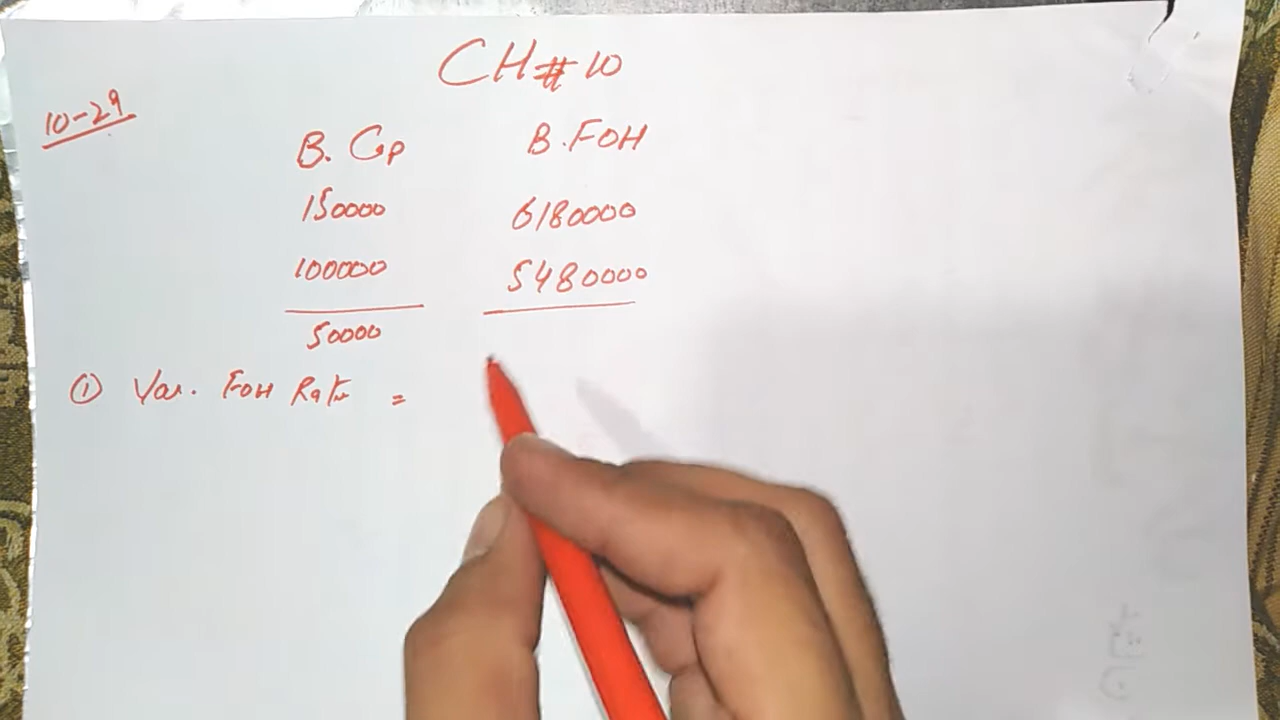 CH#10
10-29
B. Cp B.FOH
150000 6180000
100000 5480000
50000
① Var. FOH Rate =